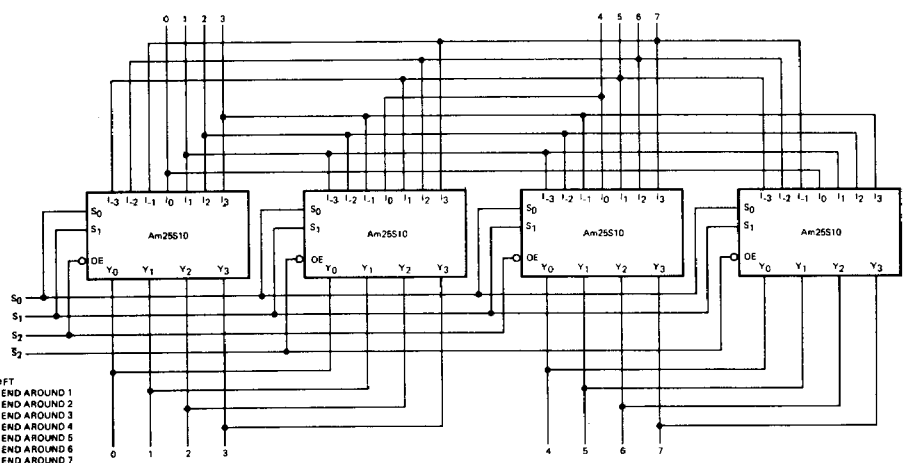 0 1 2 3 4 5 6 7
I-3 I-2 I-1 I0 I1 I2 I3
S0
S1
Am25S10
OE
Y0 Y1 Y2 Y3
I-3 I-2 I-1 I0 I1 I2 I3
S0
S1
Am25S10
OE
Y0 Y1 Y2 Y3
I-3 I-2 I-1 I0 I1 I2 I3
S0
S1
Am25S10
OE
Y0 Y1 Y2 Y3
I-3 I-2 I-1 I0 I1 I2 I3
S0
S1
Am25S10
OE
Y0 Y1 Y2 Y3
S0
S1
S2
S̅2
END AROUND 1
END AROUND 2
END AROUND 3
END AROUND 4
END AROUND 5
END AROUND 6
END AROUND 7
0 1 2 3 4 5 6 7